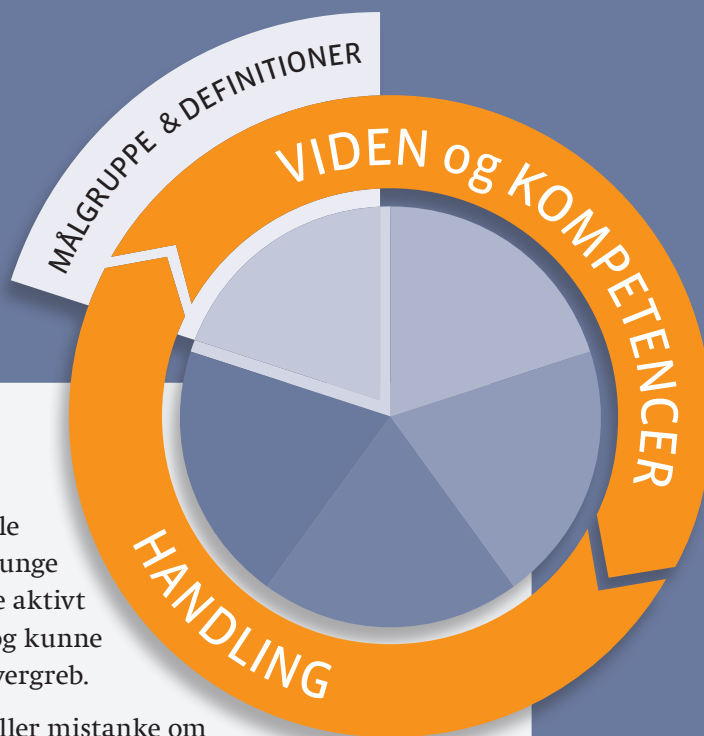 MÅLGRUPPE & DEFINITIONER
VIDEN og KOMPETENCER
HANDLING
le
unge
e aktivt
og kunne
vergreb.
ller mistanke om